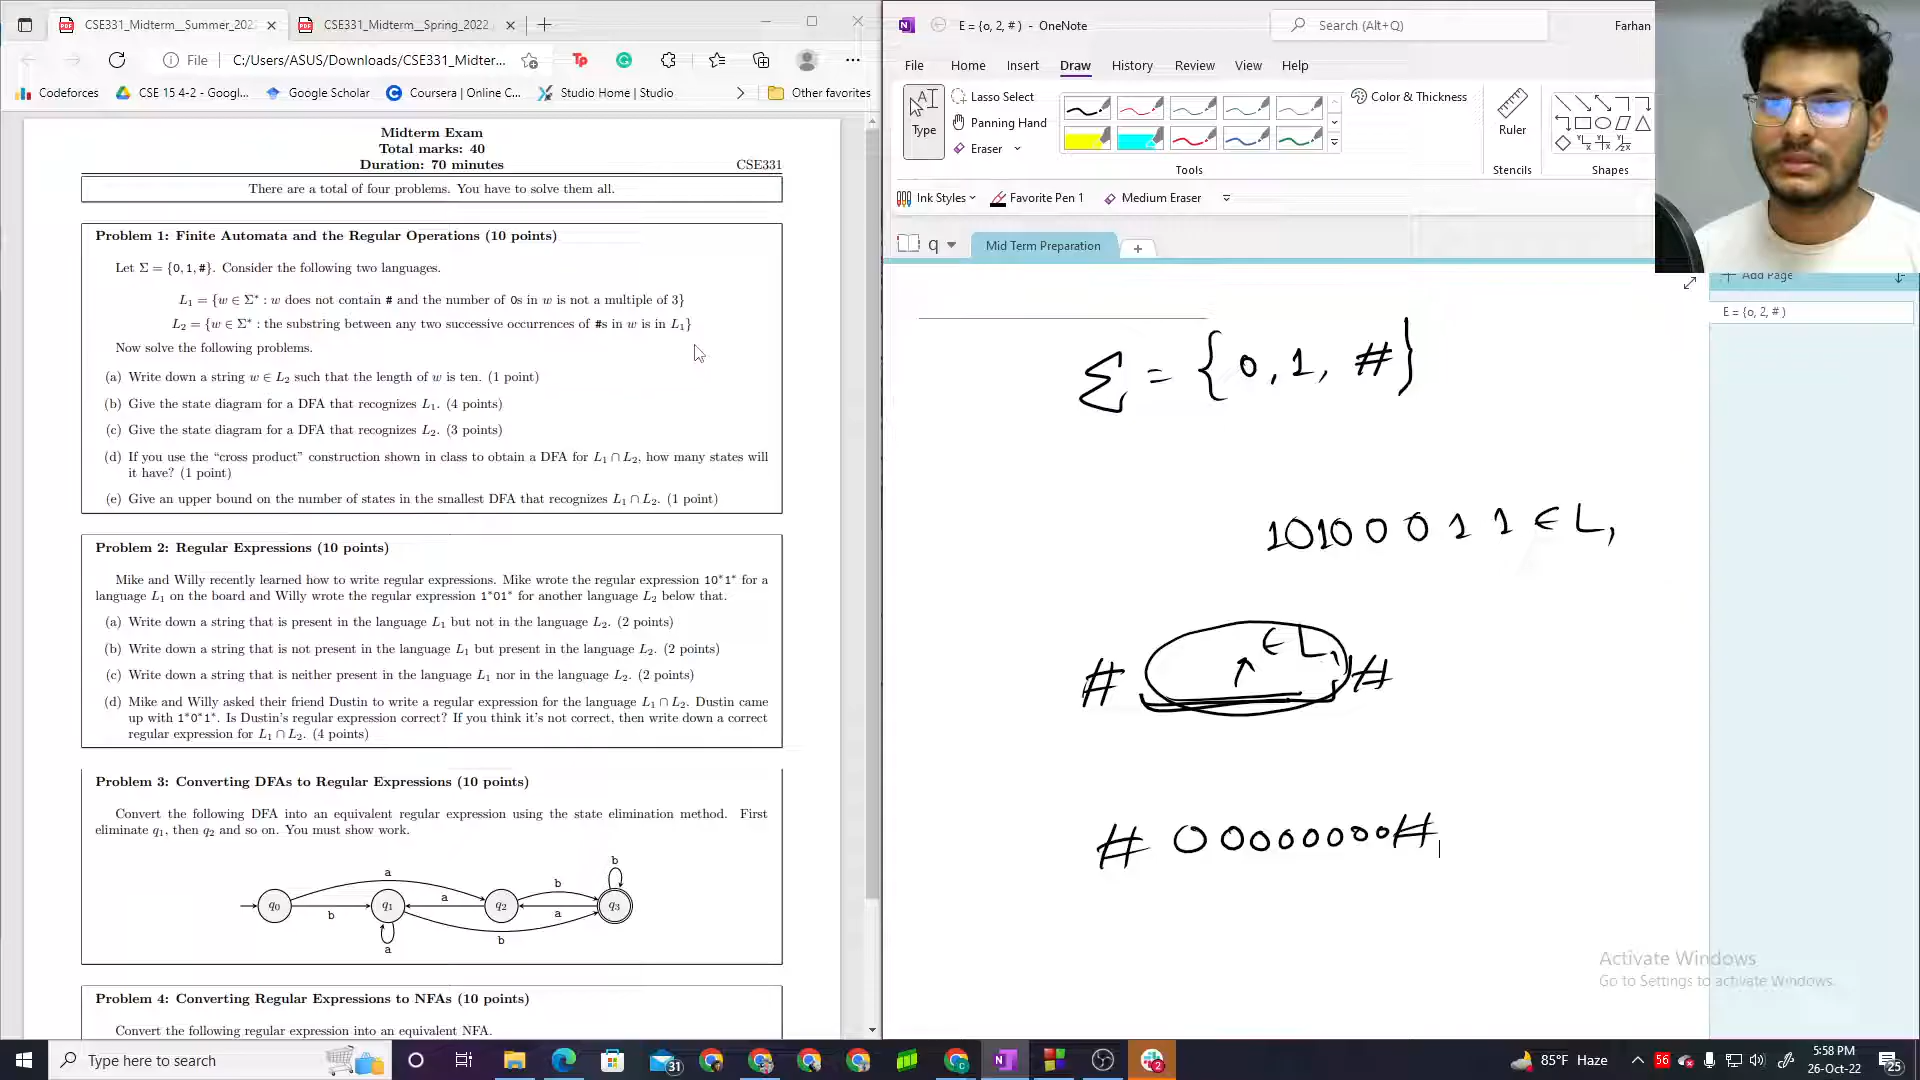 CSE331_Midterm__Summer_202
CSE331_Midterm__Spring_2022
File
C:/Users/ASUS/Downloads/CSE331_Midter...
Codeforces
CSE 15 4-2 - Googl...
Google Scholar
Coursera | Online C...
Studio Home | Studio
Other favorites
Midterm Exam
Total marks: 40
Duration: 70 minutes
CSE331
There are a total of four problems. You have to solve them all.
Problem 1: Finite Automata and the Regular Operations (10 points)
Let Σ = {0, 1, #}. Consider the following two languages.
L₁ = {w ∈ Σ* : w does not contain # and the number of 0s in w is not a multiple of 3}
L₂ = {w ∈ Σ* : the substring between any two successive occurrences of #s in w is in L₁}
Now solve the following problems.
(a) Write down a string w ∈ L₂ such that the length of w is ten. (1 point)
(b) Give the state diagram for a DFA that recognizes L₁. (4 points)
(c) Give the state diagram for a DFA that recognizes L₂. (3 points)
(d) If you use the “cross product” construction shown in class to obtain a DFA for L₁ ∩ L₂, how many states will
it have? (1 point)
(e) Give an upper bound on the number of states in the smallest DFA that recognizes L₁ ∩ L₂. (1 point)
Problem 2: Regular Expressions (10 points)
Mike and Willy recently learned how to write regular expressions. Mike wrote the regular expression 10*1* for a
language L₁ on the board and Willy wrote the regular expression 1*01* for another language L₂ below that.
(a) Write down a string that is present in the language L₁ but not in the language L₂. (2 points)
(b) Write down a string that is not present in the language L₁ but present in the language L₂. (2 points)
(c) Write down a string that is neither present in the language L₁ nor in the language L₂. (2 points)
(d) Mike and Willy asked their friend Dustin to write a regular expression for the language L₁ ∩ L₂. Dustin came
up with 1*0*1*. Is Dustin’s regular expression correct? If you think it’s not correct, then write down a correct
regular expression for L₁ ∩ L₂. (4 points)
Problem 3: Converting DFAs to Regular Expressions (10 points)
Convert the following DFA into an equivalent regular expression using the state elimination method. First
eliminate q₁, then q₂ and so on. You must show work.
b
a
b
a
q₀
q₁
q₂
q₃
b
a
b
a
Problem 4: Converting Regular Expressions to NFAs (10 points)
Convert the following regular expression into an equivalent NFA.
E = {o, 2, # ) - OneNote
Search (Alt+Q)
Farhan
File
Home
Insert
Draw
History
Review
View
Help
Type
Lasso Select
Panning Hand
Eraser
Color & Thickness
Ruler
Tools
Stencils
Shapes
Ink Styles
Favorite Pen 1
Medium Eraser
q
Mid Term Preparation
Add Page
E = {o, 2, # )
Σ = {0, 1, #}
10100011 ∈ L₁
∈ L₁
# #
# 00000000#
Activate Windows
Go to Settings to activate Windows.
Type here to search
31
85°F Haze
56
5:58 PM
26-Oct-22
25
2